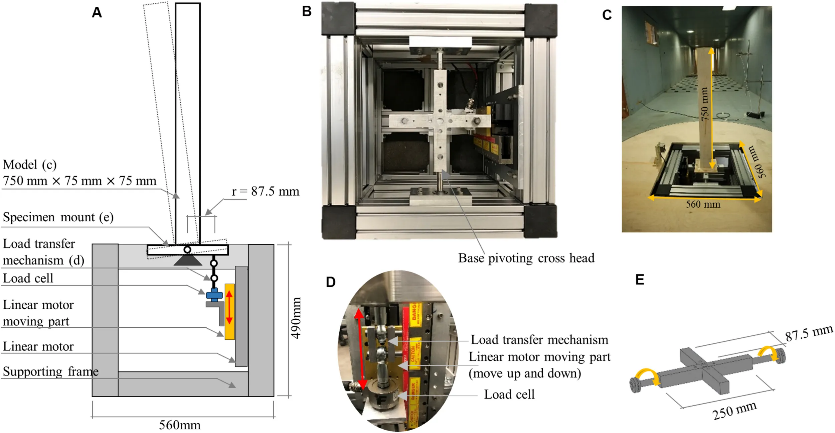 A
Model (c)
750 mm × 75 mm × 75 mm
r = 87.5 mm
Specimen mount (e)
Load transfer
mechanism (d)
Load cell
Linear motor
moving part
Linear motor
Supporting frame
490mm
560mm
B
Base pivoting cross head
C
750 mm
560 mm
560 mm
D
Load transfer mechanism
Linear motor moving part
(move up and down)
Load cell
E
87.5 mm
250 mm